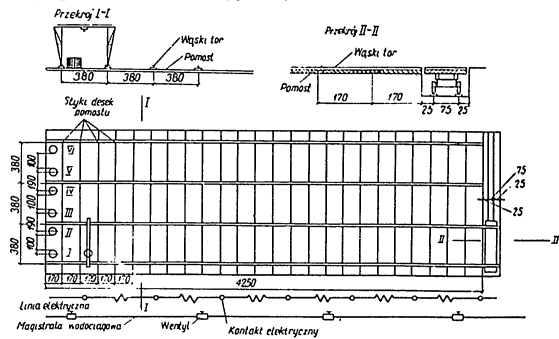 Przekrój I-I
Przekrój II-II
Wąski tor
Pomost
380 380 380
Wąski tor
Pomost
170 170
25 75 25
Styki desek
pomostu
I
380 380 380
100 190 100 190 100
VI
V
IV
III
II
I
75
25
25
II II
170 170 170 170 170
4250
Linia elektryczna
I
Magistrala wodociągowa
Wentyl
Kontakt elektryczny